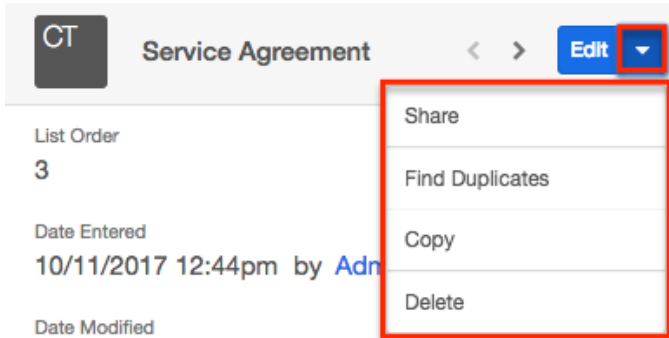 CT
Service Agreement
Edit
Share
List Order
3
Find Duplicates
Date Entered
Copy
10/11/2017 12:44pm by
Delete
Date Modified